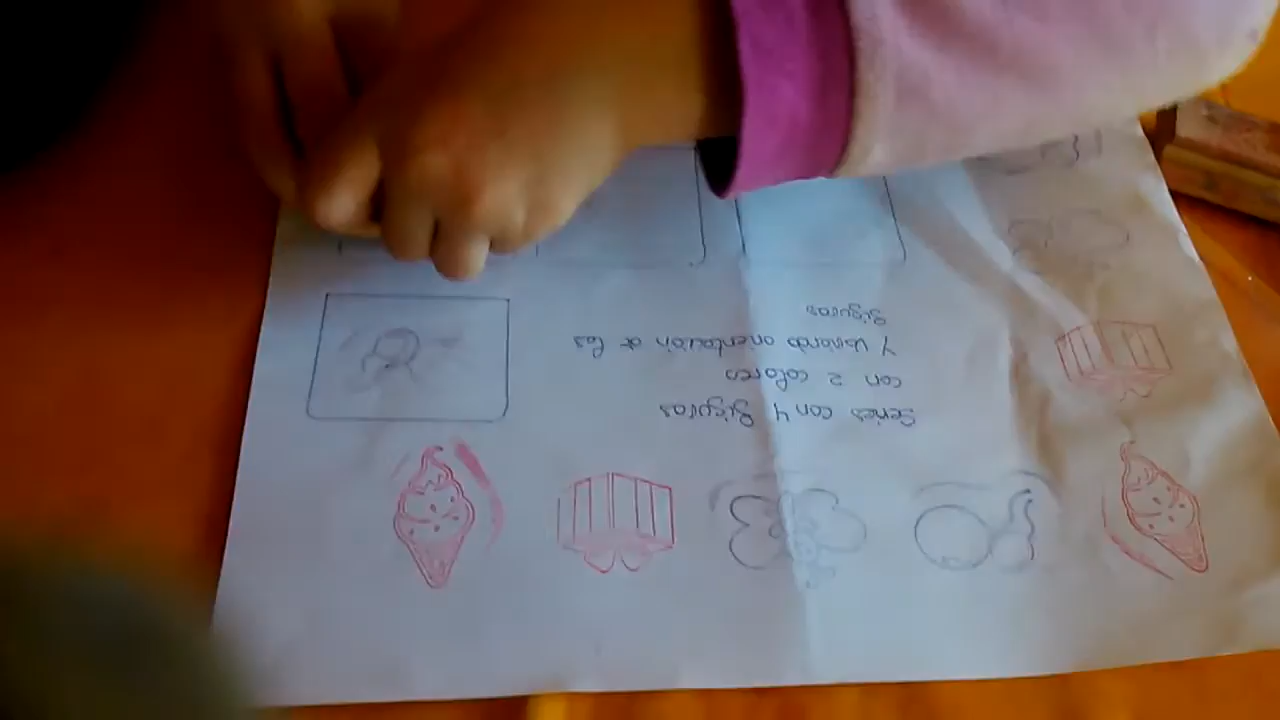 Series con 4 figuras
con 2 colores
y variando orientación de las
figuras